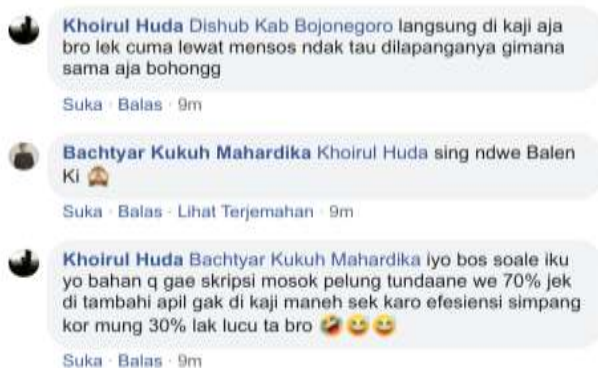 Khoirul Huda Dishub Kab Bojonegoro langsung di kaji aja
bro lek cuma lewat mensos ndak tau dilapanganya gimana
sama aja bohongg
Suka · Balas · 9m
Bachtyar Kukuh Mahardika Khoirul Huda sing ndwe Balen
Ki 🙈
Suka · Balas · Lihat Terjemahan · 9m
Khoirul Huda Bachtyar Kukuh Mahardika iyo bos soale iku
yo bahan q gae skripsi mosok pelung tundaane we 70% jek
di tambahi apil gak di kaji maneh sek karo efesiensi simpang
kor mung 30% lak lucu ta bro 🤣😂😂
Suka · Balas · 9m